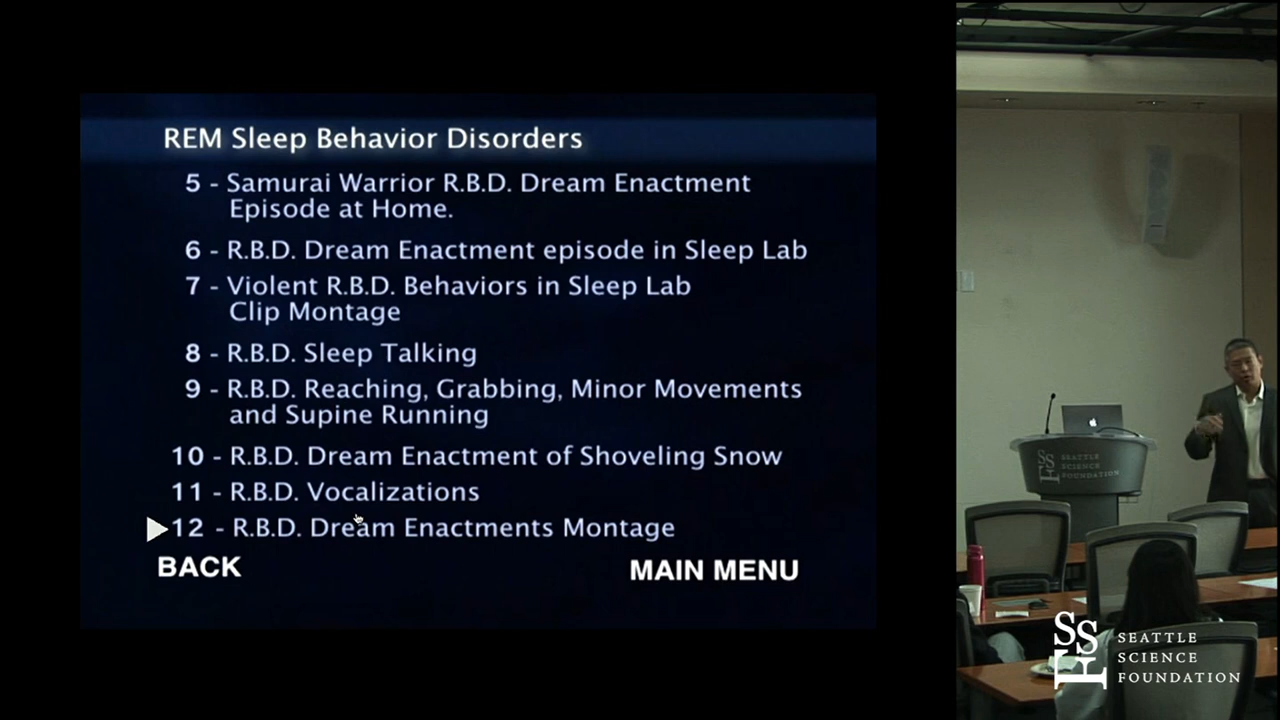 REM Sleep Behavior Disorders
5 - Samurai Warrior R.B.D. Dream Enactment
Episode at Home.
6 - R.B.D. Dream Enactment episode in Sleep Lab
7 - Violent R.B.D. Behaviors in Sleep Lab
Clip Montage
8 - R.B.D. Sleep Talking
9 - R.B.D. Reaching, Grabbing, Minor Movements
and Supine Running
10 - R.B.D. Dream Enactment of Shoveling Snow
11 - R.B.D. Vocalizations
12 - R.B.D. Dream Enactments Montage
BACK
MAIN MENU
SSF
SEATTLE
SCIENCE
FOUNDATION
SSF
SEATTLE
SCIENCE
FOUNDATION